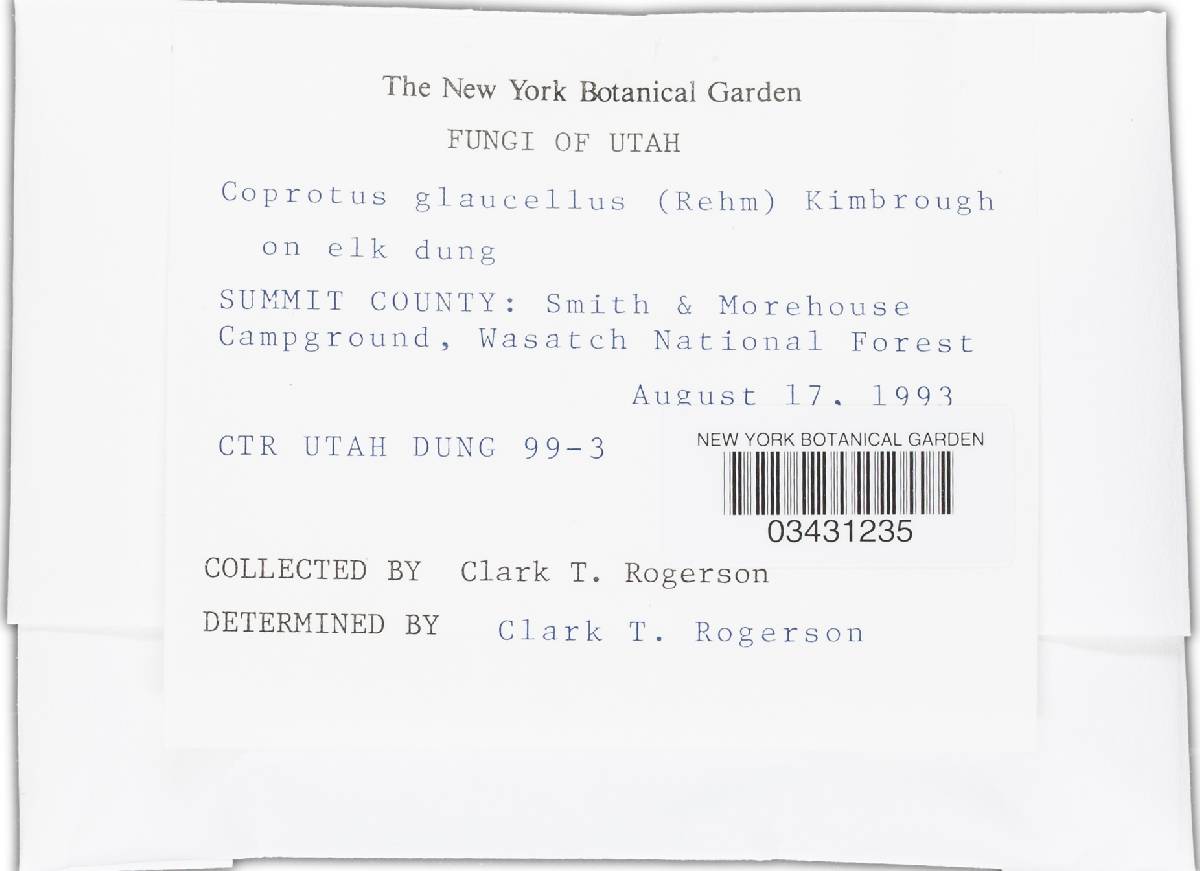 The New York Botanical Garden
FUNGI OF UTAH
Coprotus glaucellus (Rehm) Kimbrough
on elk dung
SUMMIT COUNTY: Smith & Morehouse
Campground, Wasatch National Forest
August 17, 1993
CTR UTAH DUNG 99-3
NEW YORK BOTANICAL GARDEN
03431235
COLLECTED BY Clark T. Rogerson
DETERMINED BY Clark T. Rogerson